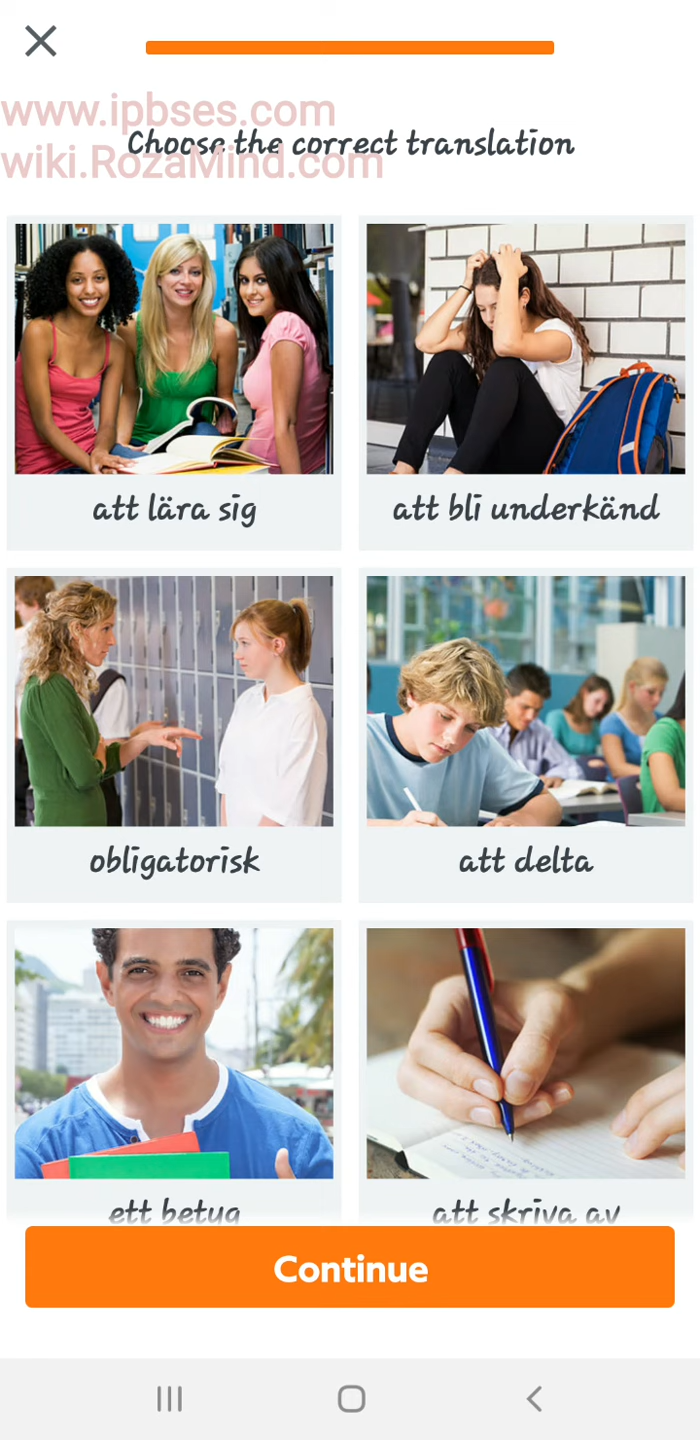 www.ipbses.com
Choose the correct translation
wiki.RozaMind.com
att lära sig
att bli underkänd
obligatorisk
att delta
ett betyg
att skriva av
Continue